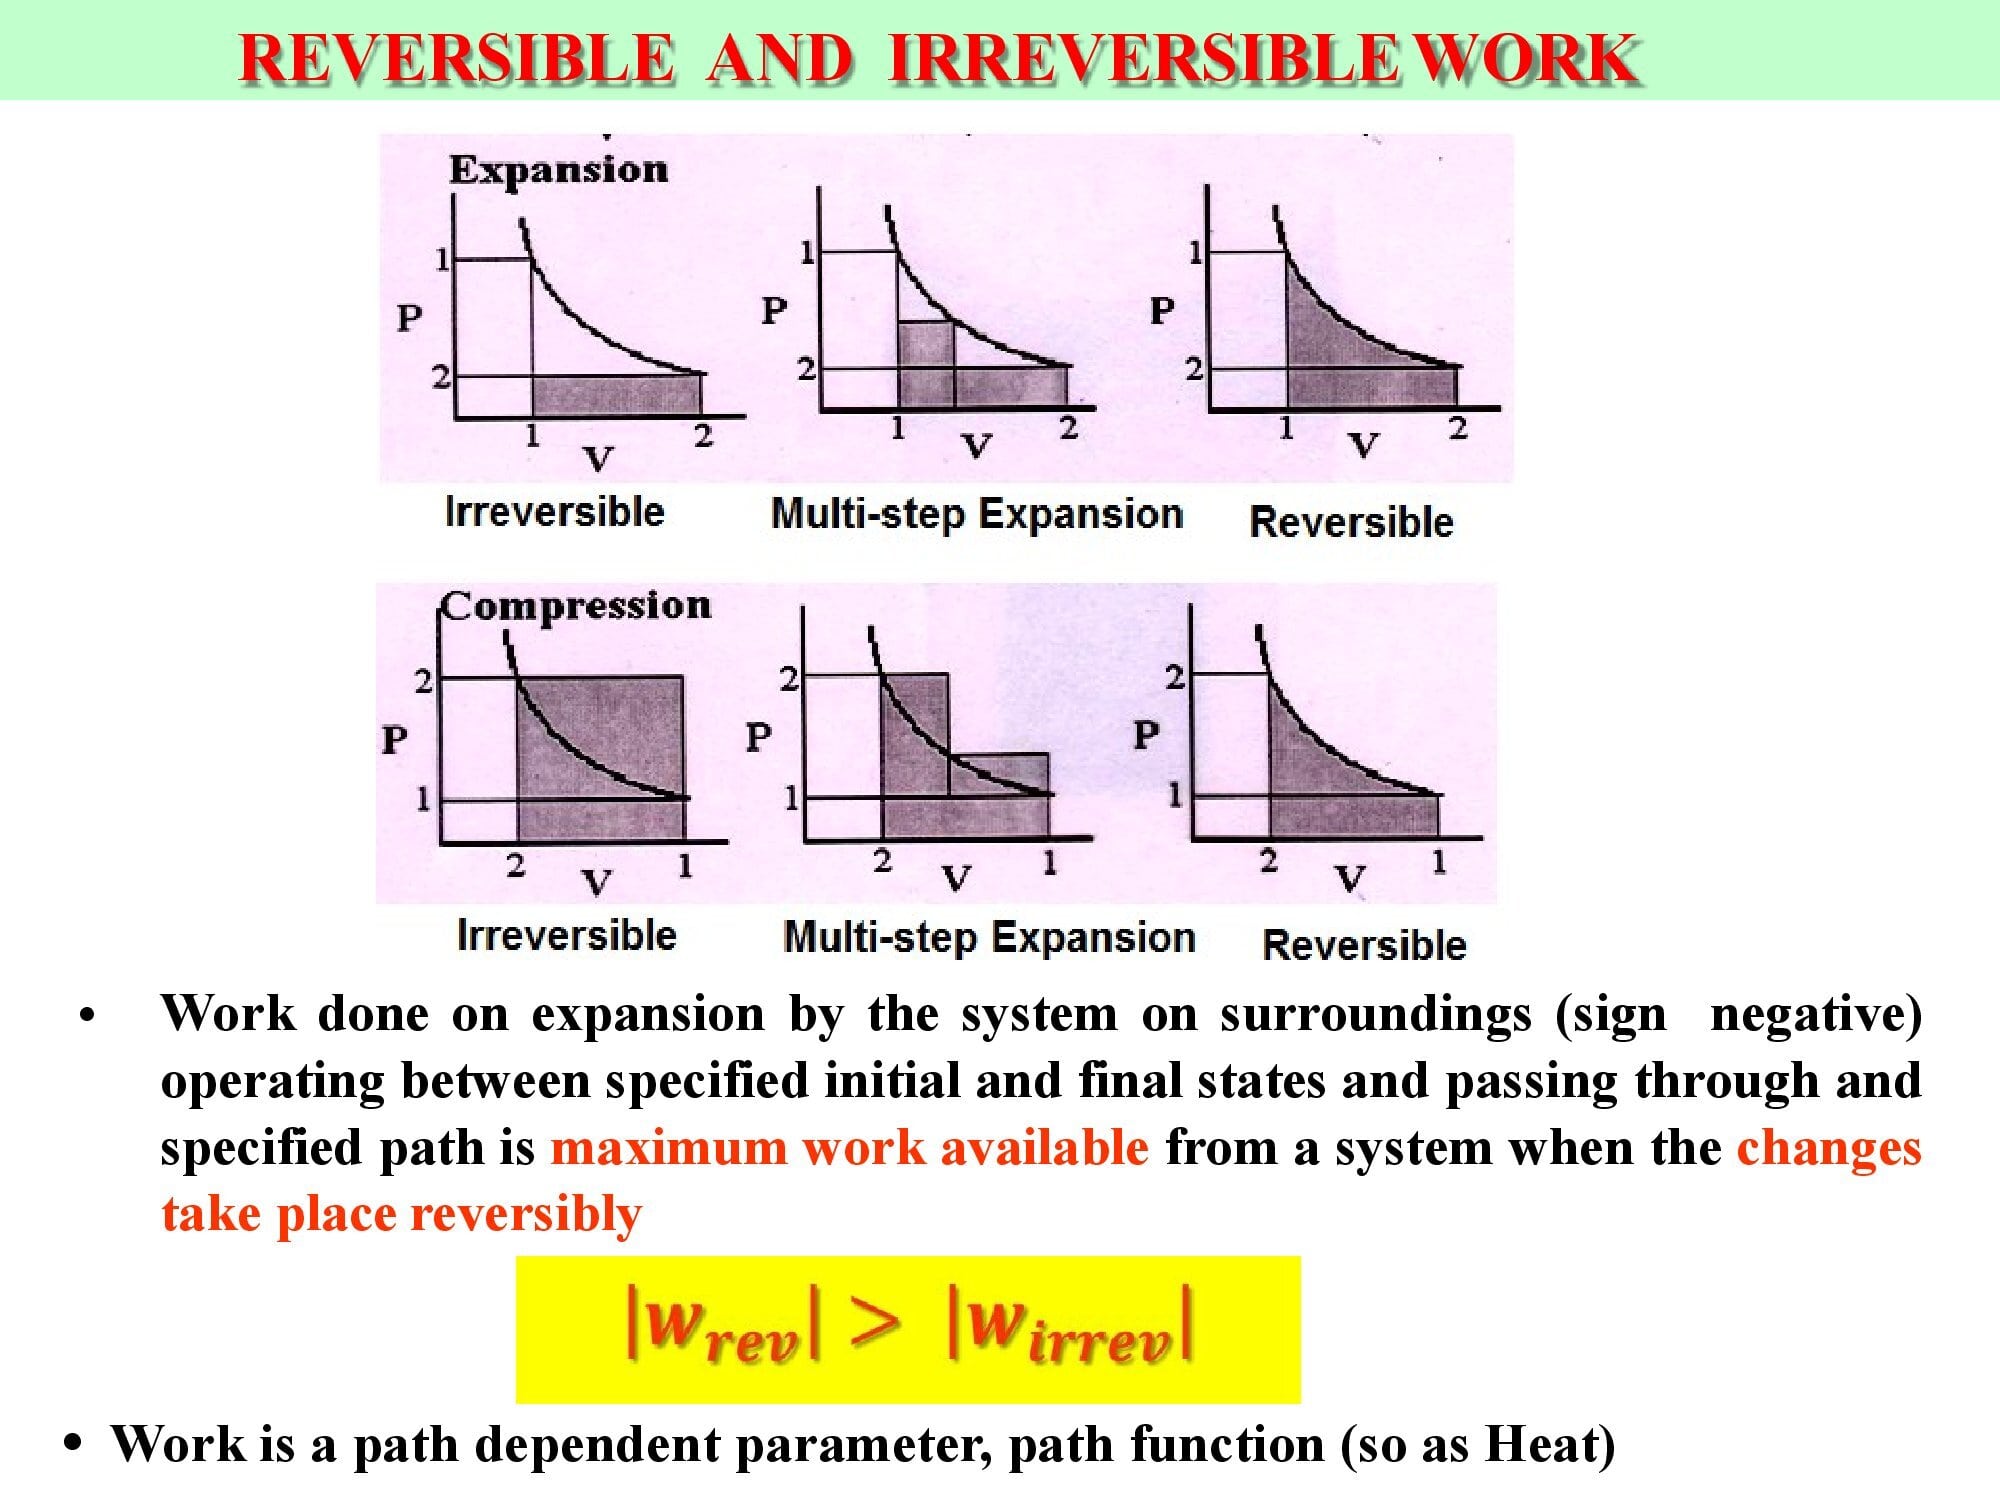 REVERSIBLE AND IRREVERSIBLE WORK
Expansion
1
P
2
1 2
V
1
P
2
1 2
V
1
P
2
1 2
V
Irreversible
Multi-step Expansion
Reversible
Compression
2
P
1
2 1
V
2
P
1
2 1
V
2
P
1
2 1
V
Irreversible
Multi-step Expansion
Reversible
• Work done on expansion by the system on surroundings (sign negative)
operating between specified initial and final states and passing through and
specified path is maximum work available from a system when the changes
take place reversibly
|w_rev| > |w_irrev|
• Work is a path dependent parameter, path function (so as Heat)